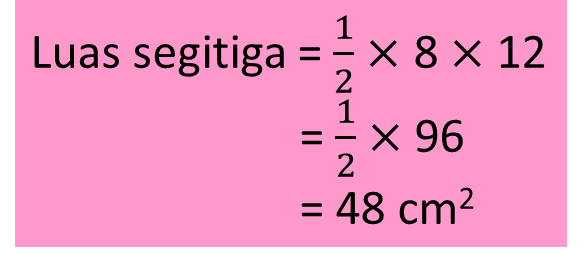 Luas segitiga = 1/2 × 8 × 12
= 1/2 × 96
= 48 cm²